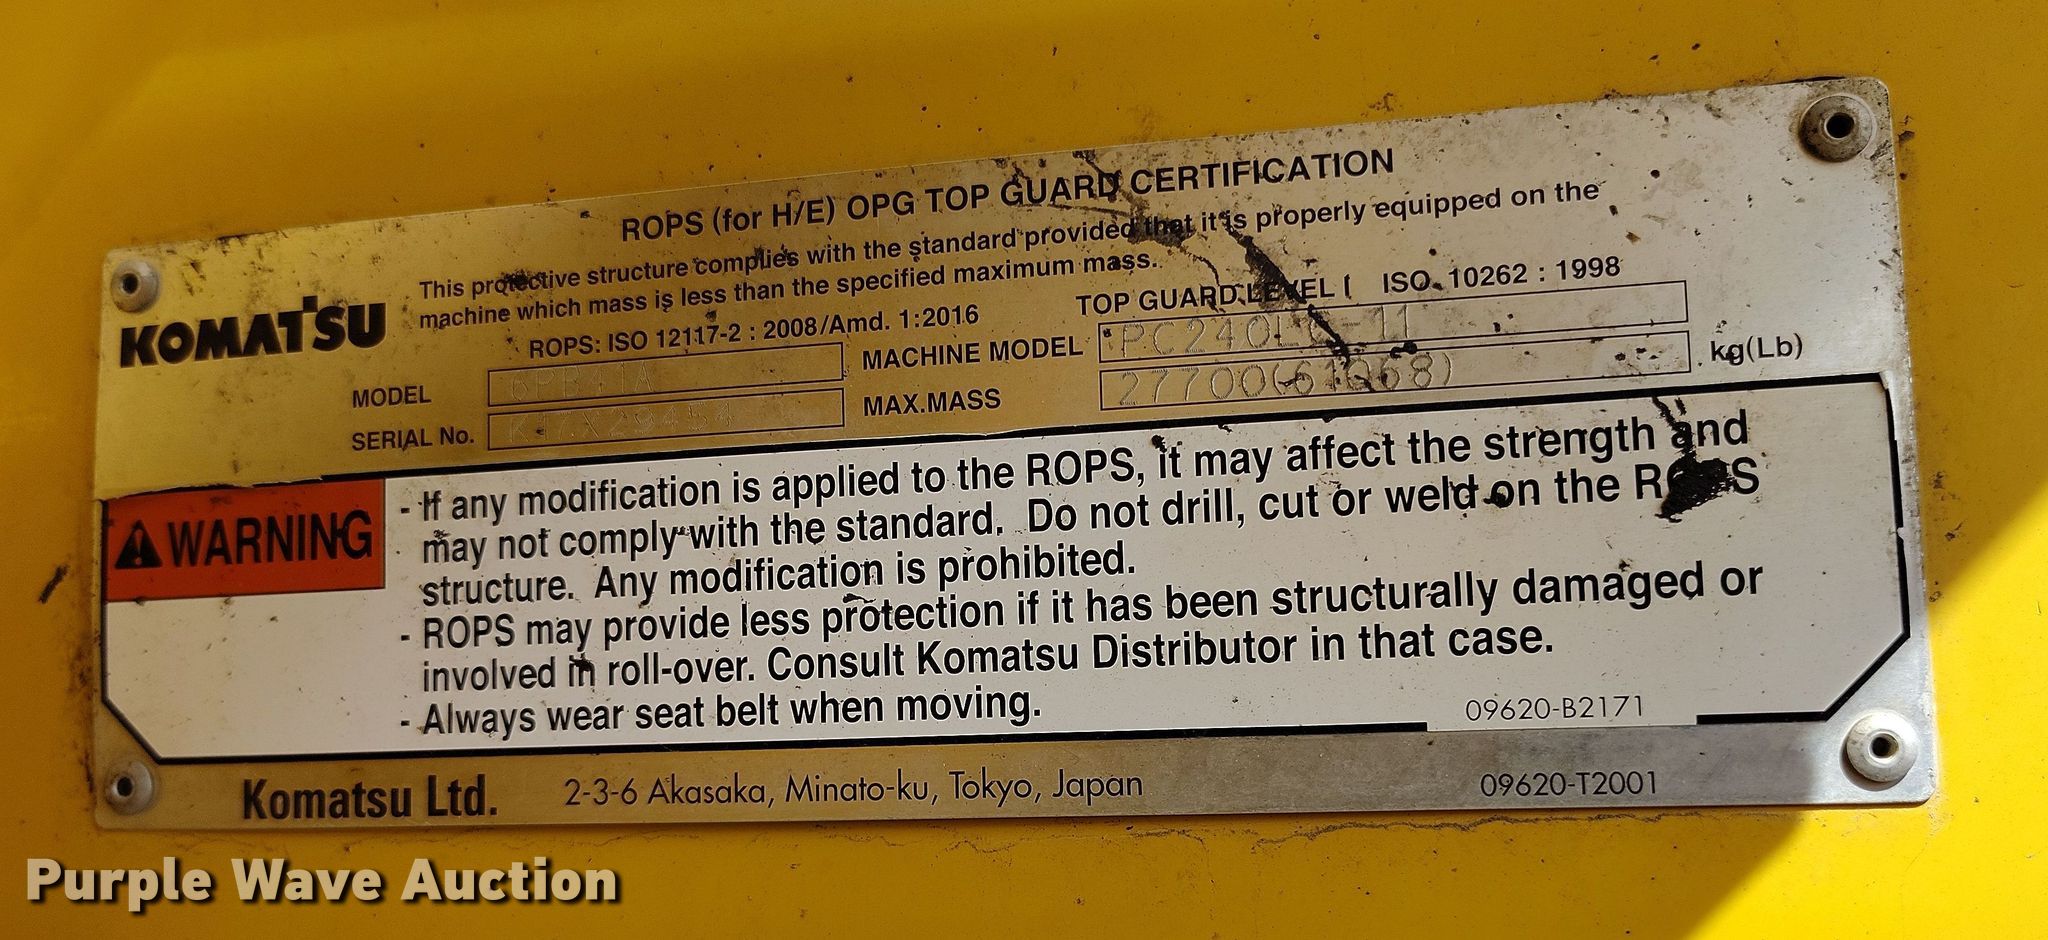 ROPS (for H/E) OPG TOP GUARD CERTIFICATION
This protective structure complies with the standard provided that it is properly equipped on the
machine which mass is less than the specified maximum mass.
KOMATSU
ROPS: ISO 12117-2 : 2008/Amd. 1:2016
TOP GUARD LEVEL I ISO 10262 : 1998
MODEL
MACHINE MODEL PC240LC-11
SERIAL No.
MAX.MASS 27700(61068) kg(Lb)
WARNING
- If any modification is applied to the ROPS, it may affect the strength and
may not comply with the standard. Do not drill, cut or weld on the ROPS
structure. Any modification is prohibited.
- ROPS may provide less protection if it has been structurally damaged or
involved in roll-over. Consult Komatsu Distributor in that case.
- Always wear seat belt when moving.
09620-B2171
Komatsu Ltd. 2-3-6 Akasaka, Minato-ku, Tokyo, Japan 09620-T2001
Purple Wave Auction